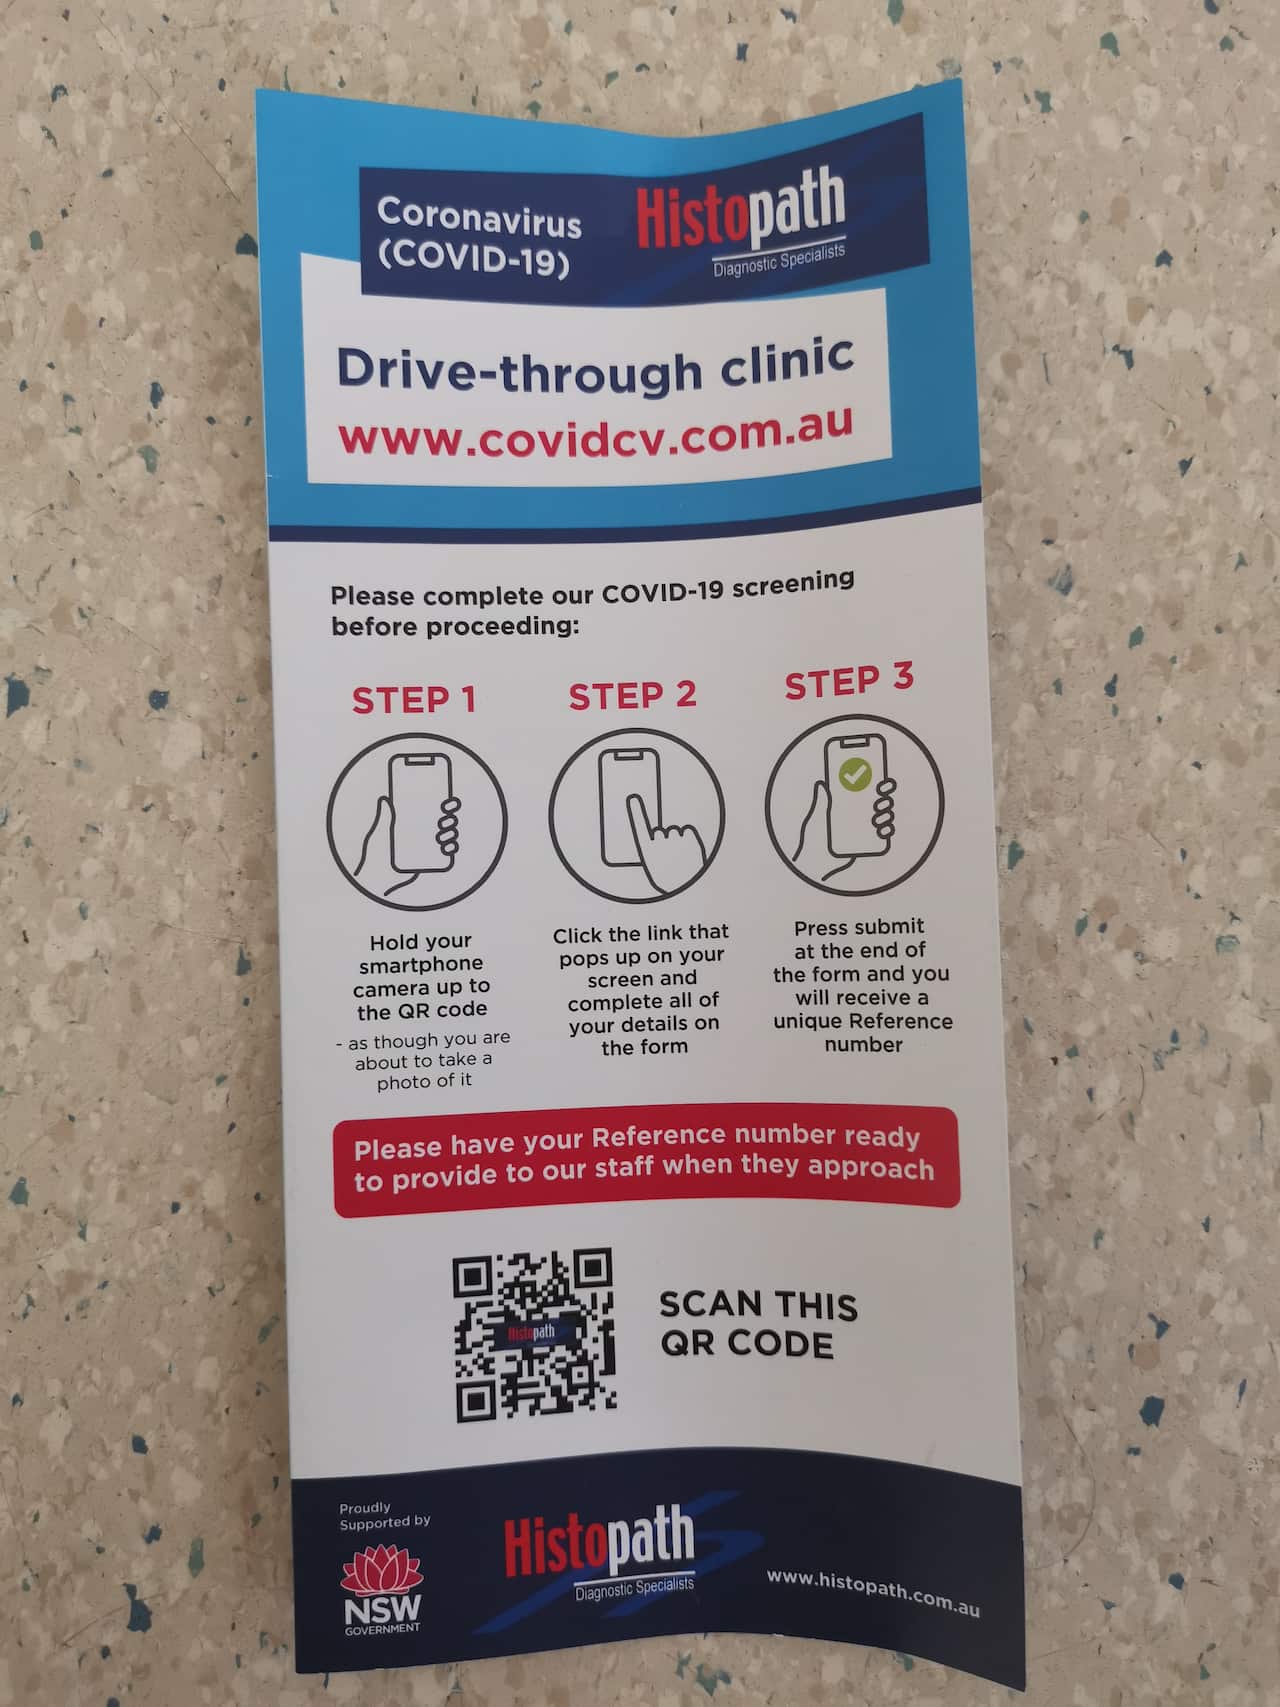 Coronavirus
(COVID-19)
Histopath
Diagnostic Specialists
Drive-through clinic
www.covidcv.com.au
Please complete our COVID-19 screening
before proceeding:
STEP 1
Hold your
smartphone
camera up to
the QR code
- as though you are
about to take a
photo of it
STEP 2
Click the link that
pops up on your
screen and
complete all of
your details on
the form
STEP 3
Press submit
at the end of
the form and you
will receive a
unique Reference
number
Please have your Reference number ready
to provide to our staff when they approach
Histopath
SCAN THIS
QR CODE
Proudly
Supported by
NSW
GOVERNMENT
Histopath
Diagnostic Specialists
www.histopath.com.au